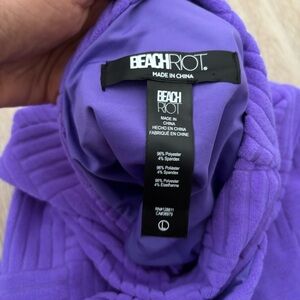 BEACHRIOT.
MADE IN CHINA
BEACH
RIOT
MADE IN
CHINA
HECHO EN CHINA
FABRIQUÉ EN CHINE
96% Polyester
4% Spandex
96% Poliéster
4% Spandex
96% Polyester
4% Elasthanne
L